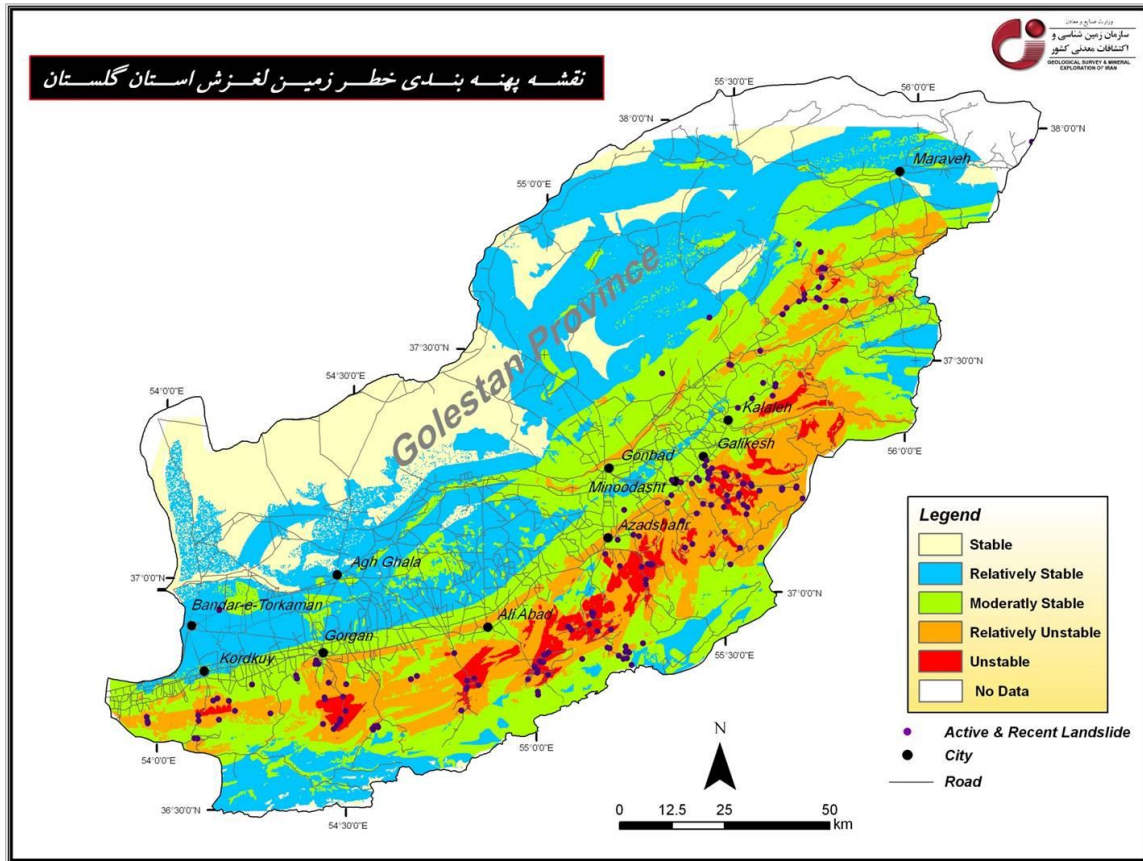 وزارت صنایع و معادن
سازمان زمین شناسی و
اکتشافات معدنی کشور
GEOLOGICAL SURVEY & MINERAL
EXPLORATION OF IRAN
نقشه پهنه بندی خطر زمین لغزش استان گلستان
55°30'0"E
56°0'0"E
38°0'0"N
38°0'0"N
Maraveh
55°0'0"E
Golestan Province
37°30'0"N
54°30'0"E
54°0'0"E
37°30'0"N
Kalaleh
56°0'0"E
Galikesh
Gonbad
Minoodasht
Azadshahr
Agh Ghala
37°0'0"N
37°0'0"N
Bandar-e-Torkaman
Ali Abad
Gorgan
Kordkuy
55°30'0"E
55°0'0"E
54°0'0"E
36°30'0"N
54°30'0"E
Legend
Stable
Relatively Stable
Moderatly Stable
Relatively Unstable
Unstable
No Data
Active & Recent Landslide
City
Road
N
0 12.5 25 50
km